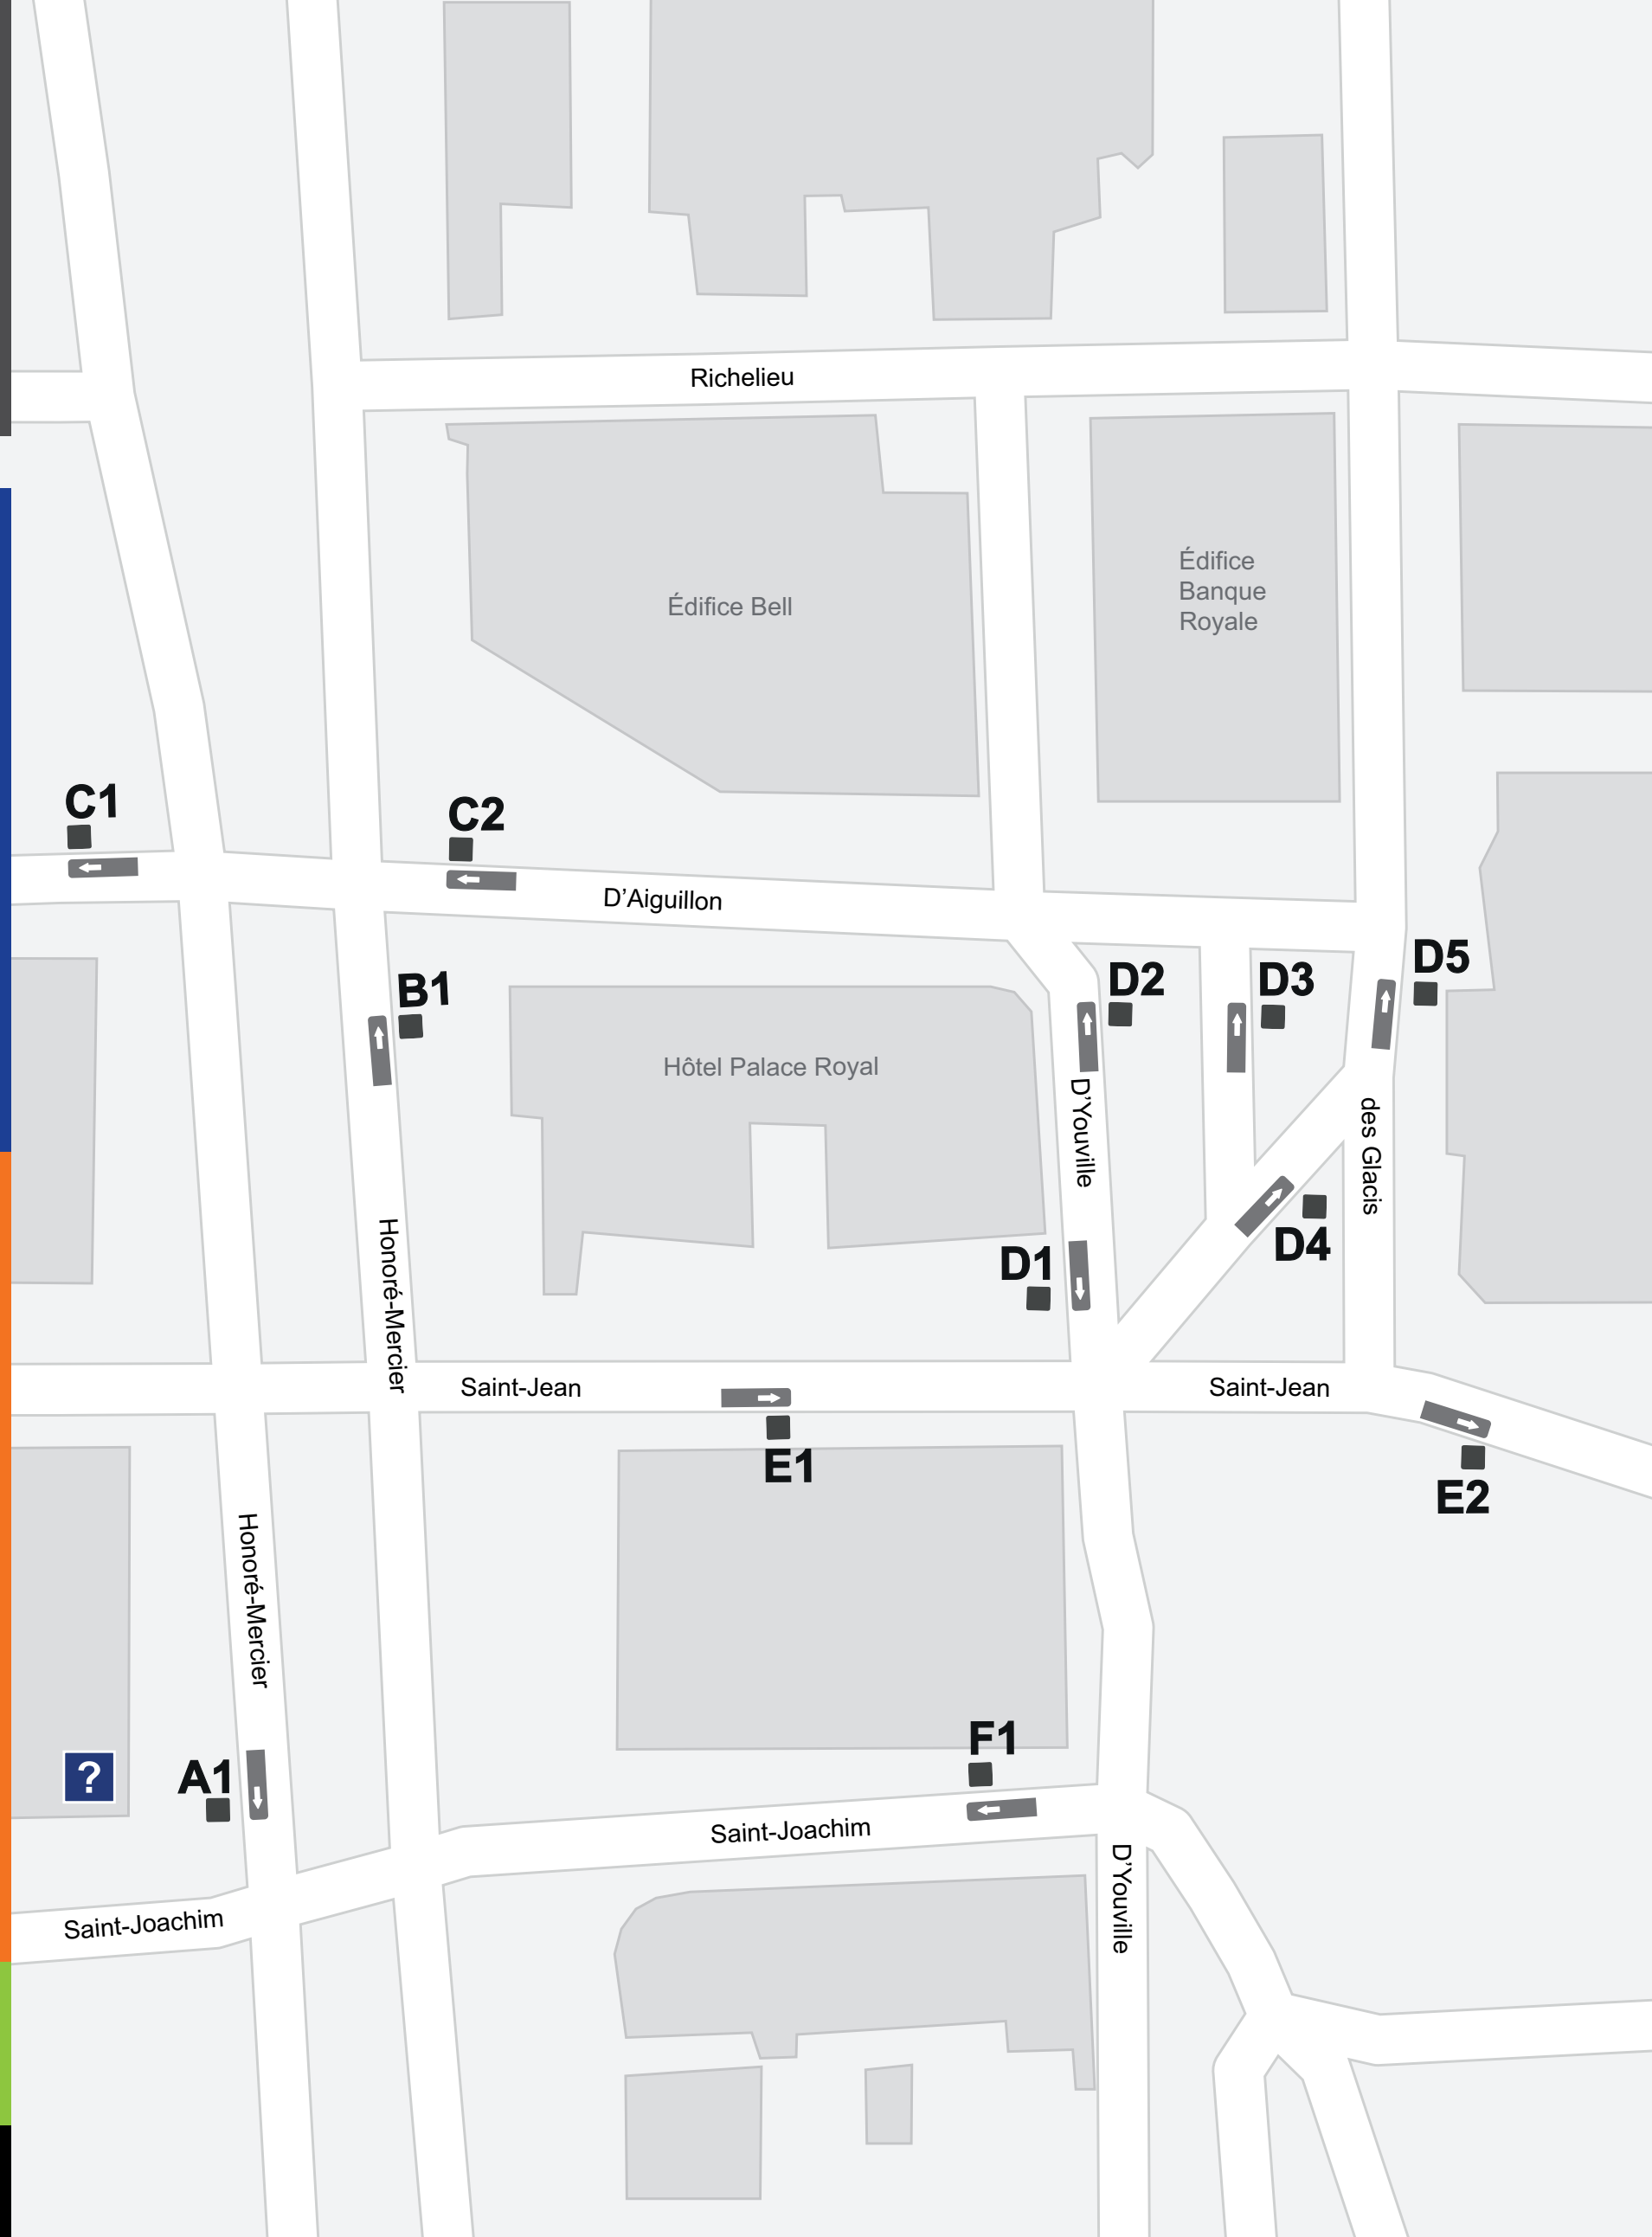 Richelieu
Édifice Bell
Édifice
Banque
Royale
C1
C2
D'Aiguillon
B1
D2
D3
D5
Hôtel Palace Royal
D'Youville
des Glacis
D4
D1
Honoré-Mercier
Saint-Jean
Saint-Jean
E1
E2
Honoré-Mercier
F1
?
A1
Saint-Joachim
D'Youville
Saint-Joachim